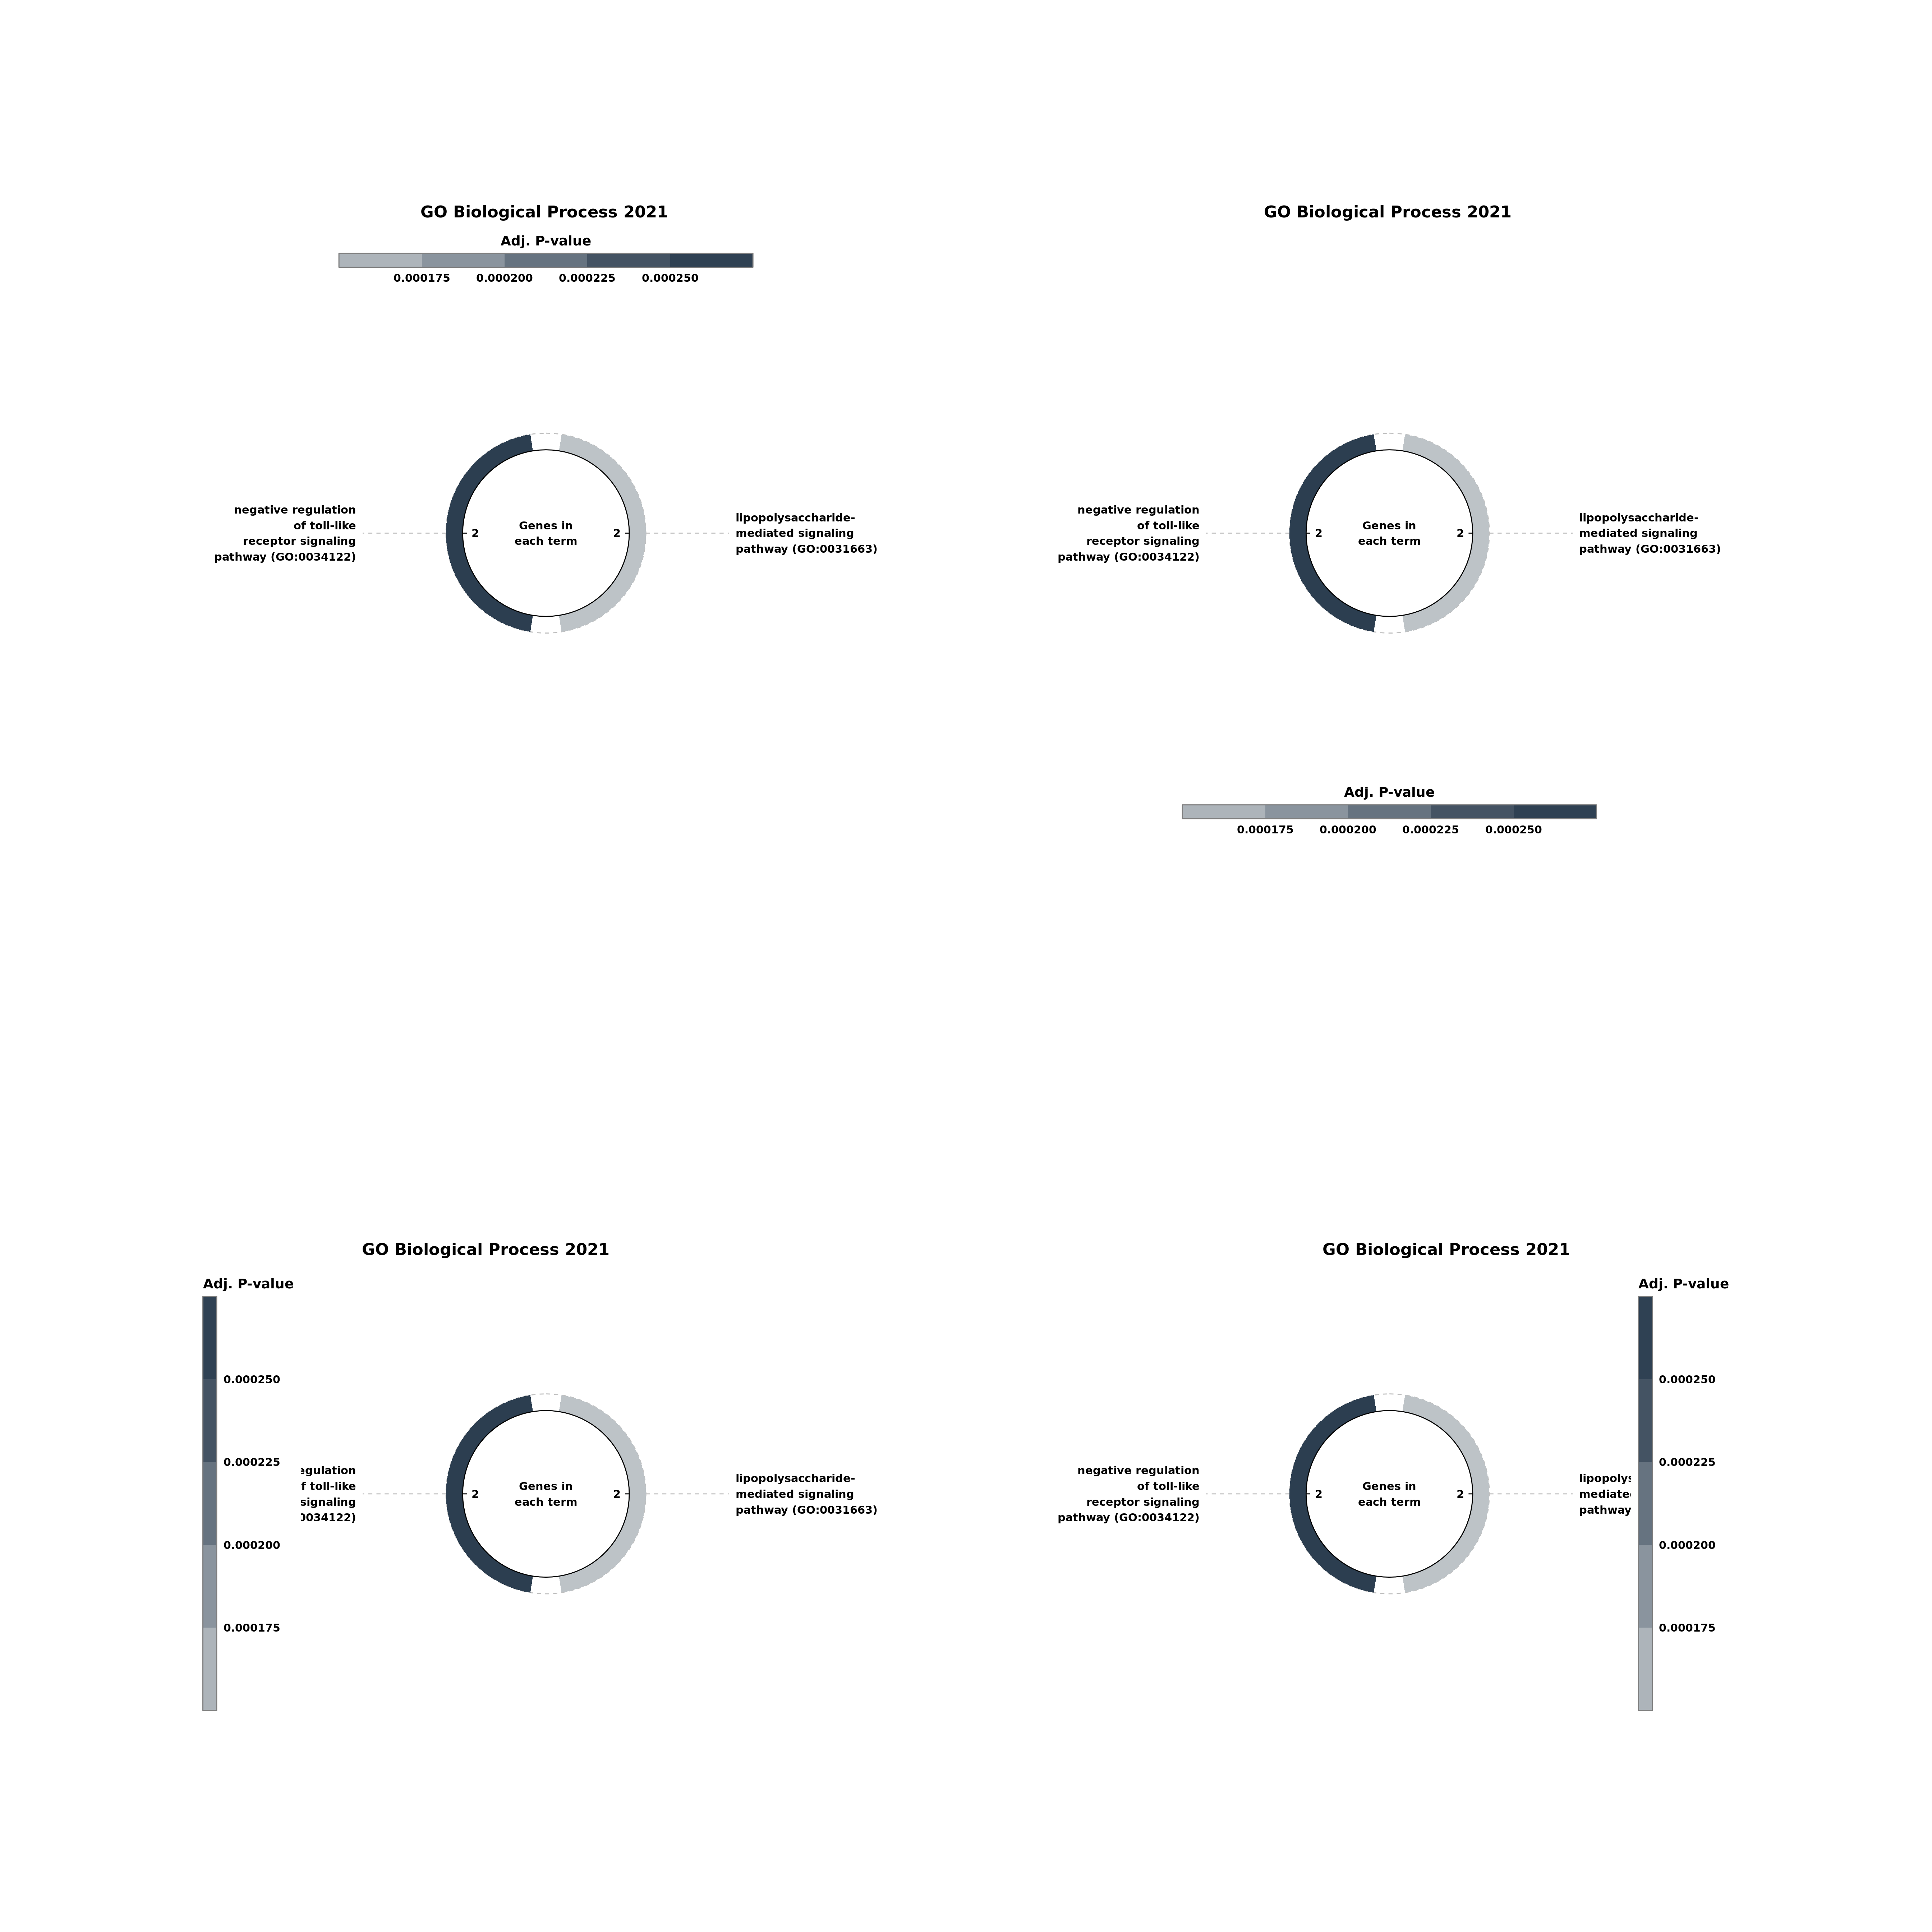 GO Biological Process 2021
Adj. P-value
0.000175 0.000200 0.000225 0.000250
negative regulation
of toll-like
receptor signaling
pathway (GO:0034122)
2
Genes in
each term
2
lipopolysaccharide-
mediated signaling
pathway (GO:0031663)
GO Biological Process 2021
negative regulation
of toll-like
receptor signaling
pathway (GO:0034122)
2
Genes in
each term
2
lipopolysaccharide-
mediated signaling
pathway (GO:0031663)
Adj. P-value
0.000175 0.000200 0.000225 0.000250
GO Biological Process 2021
Adj. P-value
0.000250
0.000225
0.000200
0.000175
egulation
f toll-like
signaling
0034122)
2
Genes in
each term
2
lipopolysaccharide-
mediated signaling
pathway (GO:0031663)
GO Biological Process 2021
negative regulation
of toll-like
receptor signaling
pathway (GO:0034122)
2
Genes in
each term
2
lipopolys
mediate
pathway
Adj. P-value
0.000250
0.000225
0.000200
0.000175